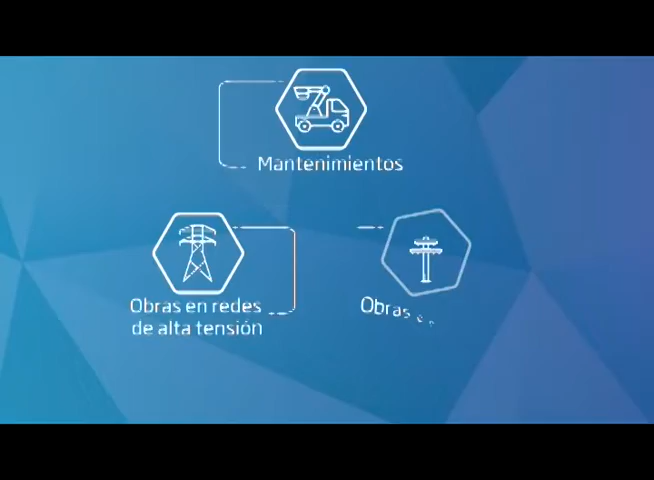 Mantenimientos
Obras en redes
de alta tensión
Obras